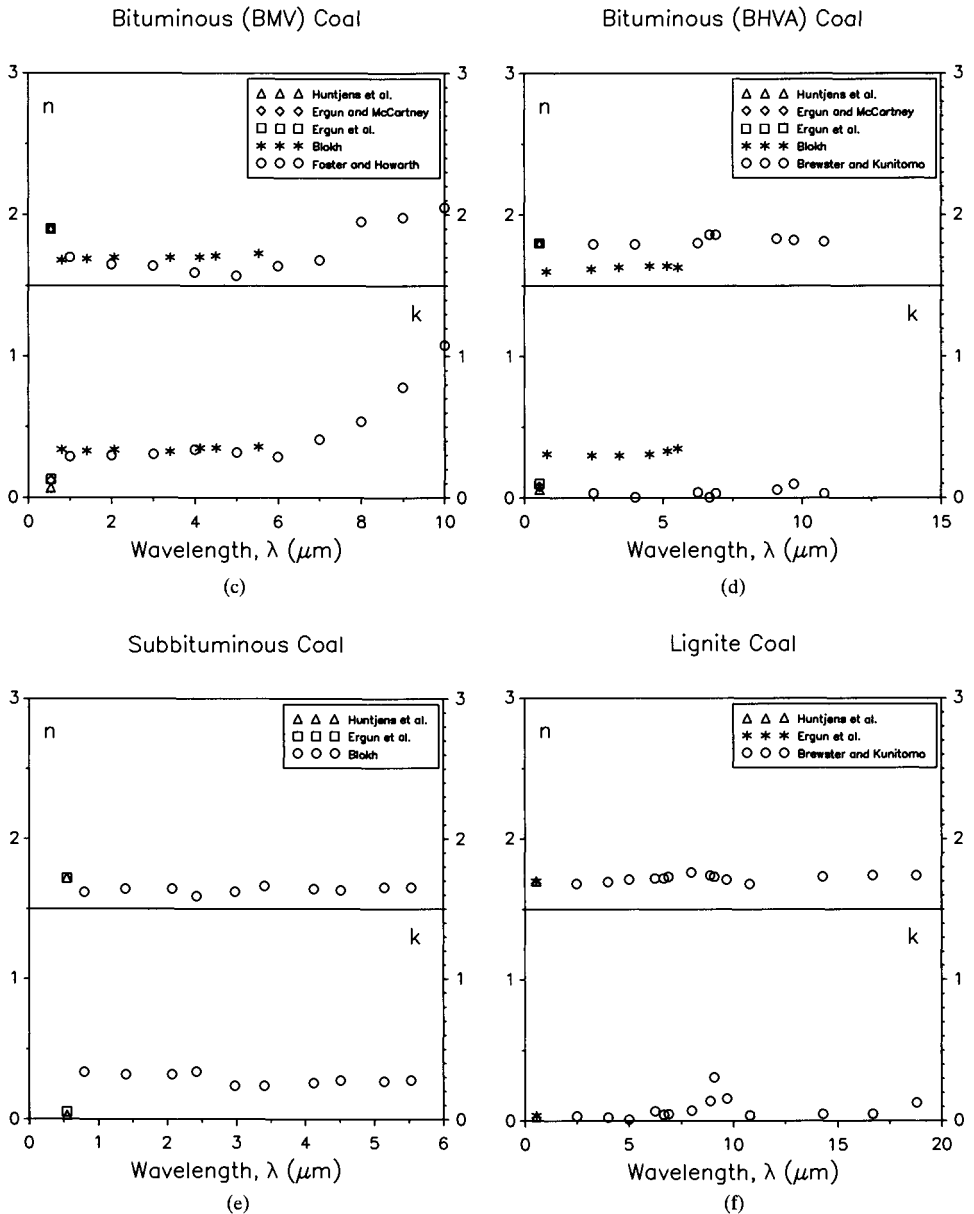 Bituminous (BMV) Coal
3
2
1
0
n
k
△ △ △ Huntjens et al.
◇ ◇ ◇ Ergun and McCartney
□ □ □ Ergun et al.
* * * Blokh
○ ○ ○ Foster and Howarth
3
2
1
0
0 2 4 6 8 10
Wavelength, λ (μm)
(c)
Bituminous (BHVA) Coal
3
2
1
0
n
k
△ △ △ Huntjens et al.
◇ ◇ ◇ Ergun and McCartney
□ □ □ Ergun et al.
* * * Blokh
○ ○ ○ Brewster and Kunitomo
3
2
1
0
0 5 10 15
Wavelength, λ (μm)
(d)
Subbituminous Coal
3
2
1
0
n
k
△ △ △ Huntjens et al.
□ □ □ Ergun et al.
○ ○ ○ Blokh
3
2
1
0
0 1 2 3 4 5 6
Wavelength, λ (μm)
(e)
Lignite Coal
3
2
1
0
n
k
△ △ △ Huntjens et al.
* * * Ergun et al.
○ ○ ○ Brewster and Kunitomo
3
2
1
0
0 5 10 15 20
Wavelength, λ (μm)
(f)